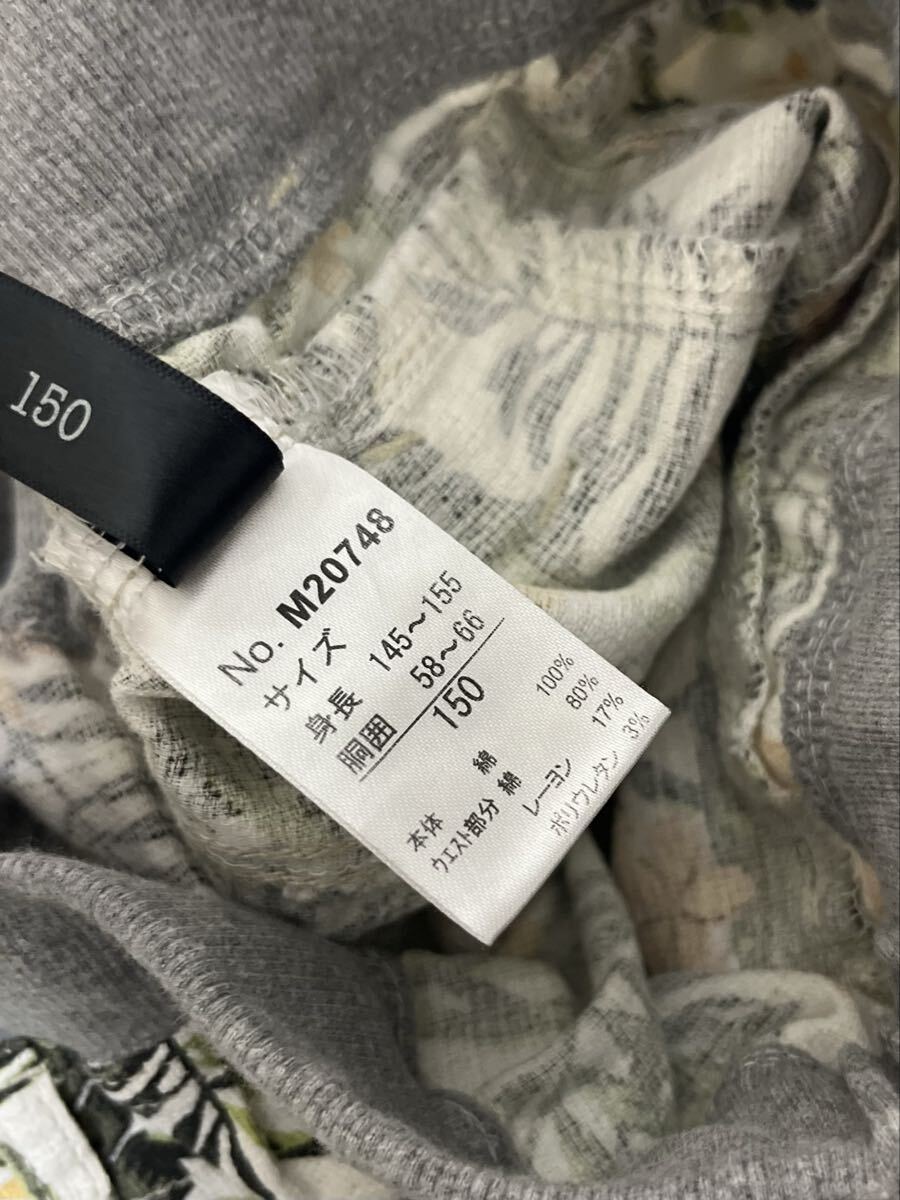 150
No. M20748
サイズ
身長 145～155
胴囲 58～66
150
本体 綿 100%
ウエスト部分 綿 80%
レーヨン 17%
ポリウレタン 3%